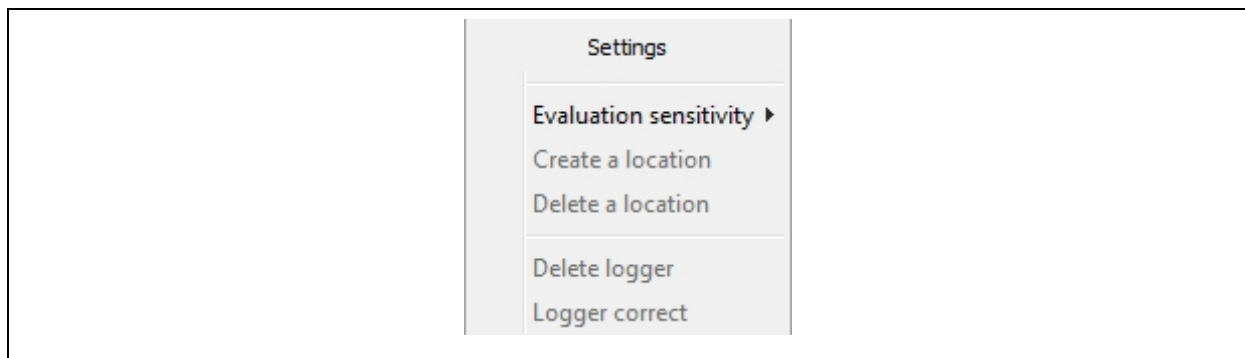 Settings
Evaluation sensitivity
Create a location
Delete a location
Delete logger
Logger correct